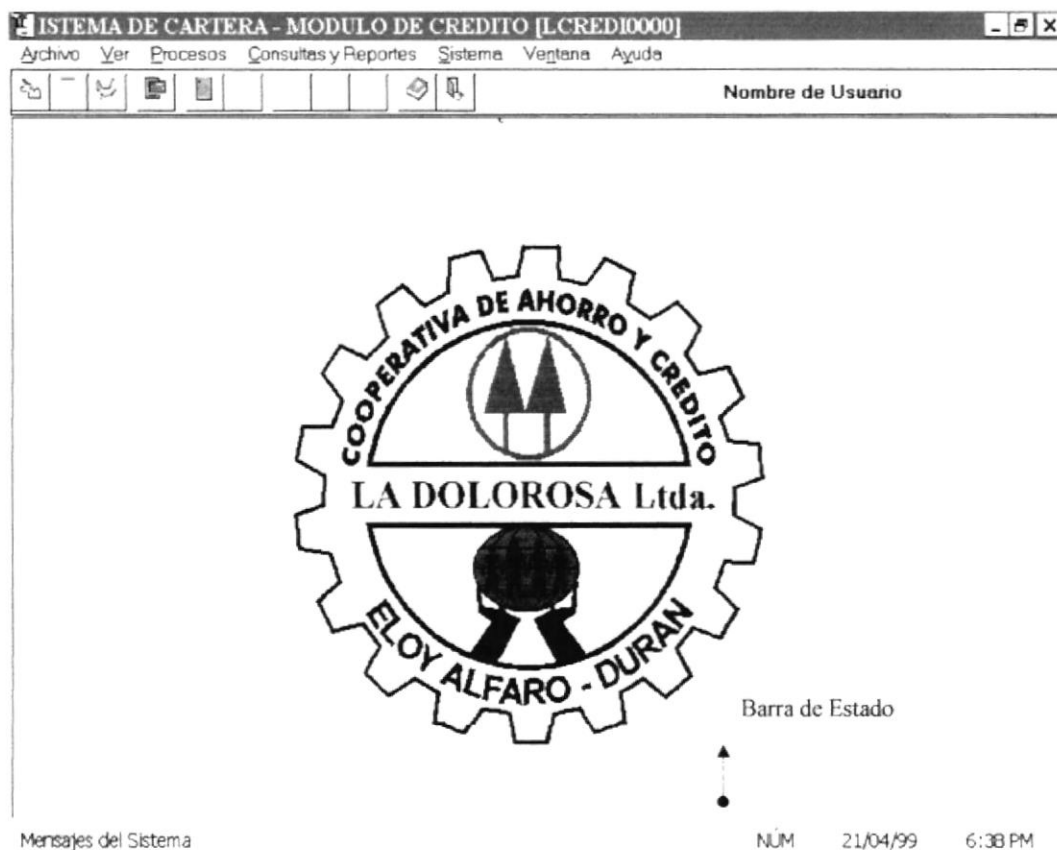 ISTEMA DE CARTERA - MODULO DE CREDITO [LCREDI0000]
Archivo Ver Procesos Consultas y Reportes Sistema Ventana Ayuda
Nombre de Usuario
COOPERATIVA DE AHORRO Y CREDITO
LA DOLOROSA Ltda.
ELOY ALFARO - DURAN
Barra de Estado
Mensajes del Sistema NÚM 21/04/99 6:38 PM